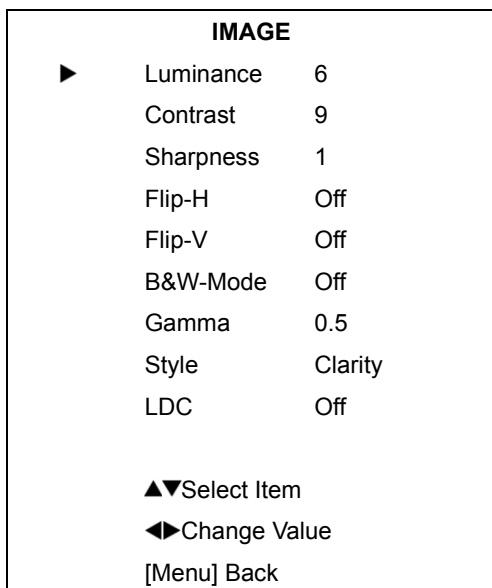 IMAGE
▶ Luminance 6
Contrast 9
Sharpness 1
Flip-H Off
Flip-V Off
B&W-Mode Off
Gamma 0.5
Style Clarity
LDC Off
▲▼Select Item
◀▶Change Value
[Menu] Back